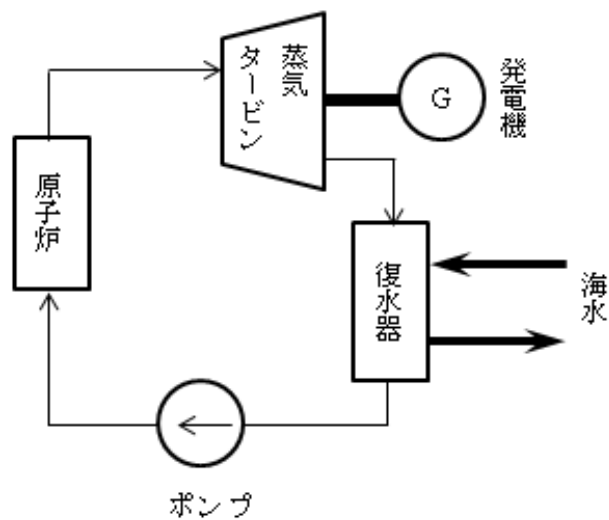 蒸気
タービン
G
発電機
原子炉
復水器
海水
ポンプ